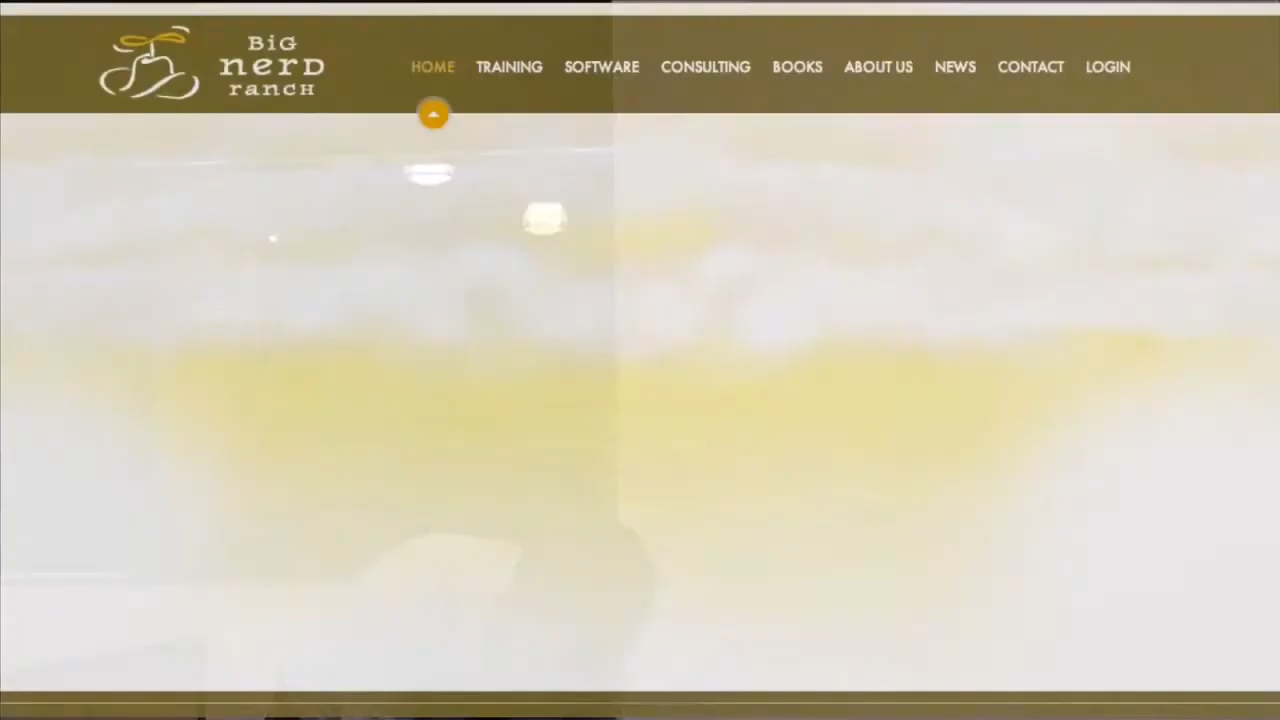 BiG
nerD
rancH
HOME TRAINING SOFTWARE CONSULTING BOOKS ABOUT US NEWS CONTACT LOGIN